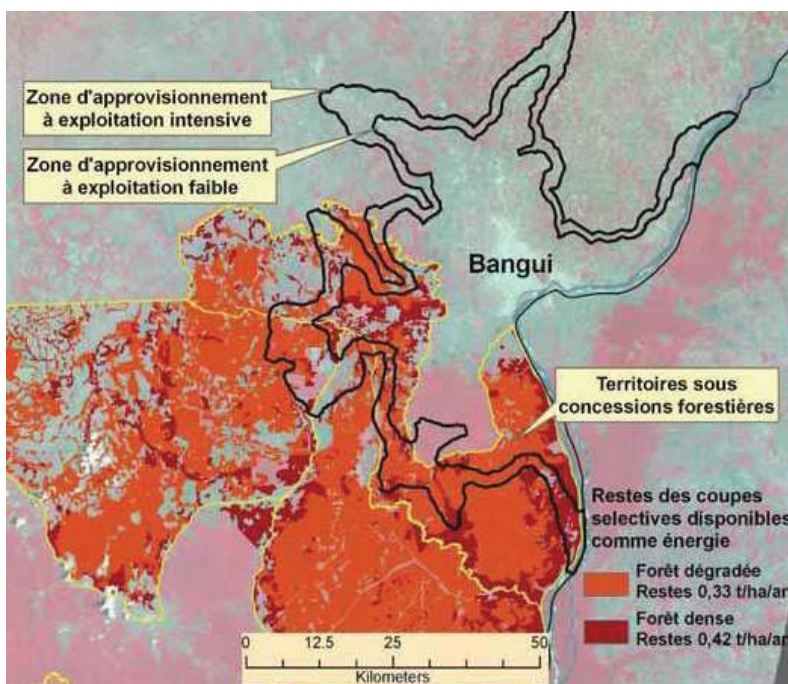 Zone d'approvisionnement
à exploitation intensive
Zone d'approvisionnement
à exploitation faible
Bangui
Territoires sous
concessions forestières
Restes des coupes
selectives disponibles
comme énergie
Forêt dégradée
Restes 0,33 t/ha/an
Forêt dense
Restes 0,42 t/ha/an
0 12.5 25 50
Kilometers